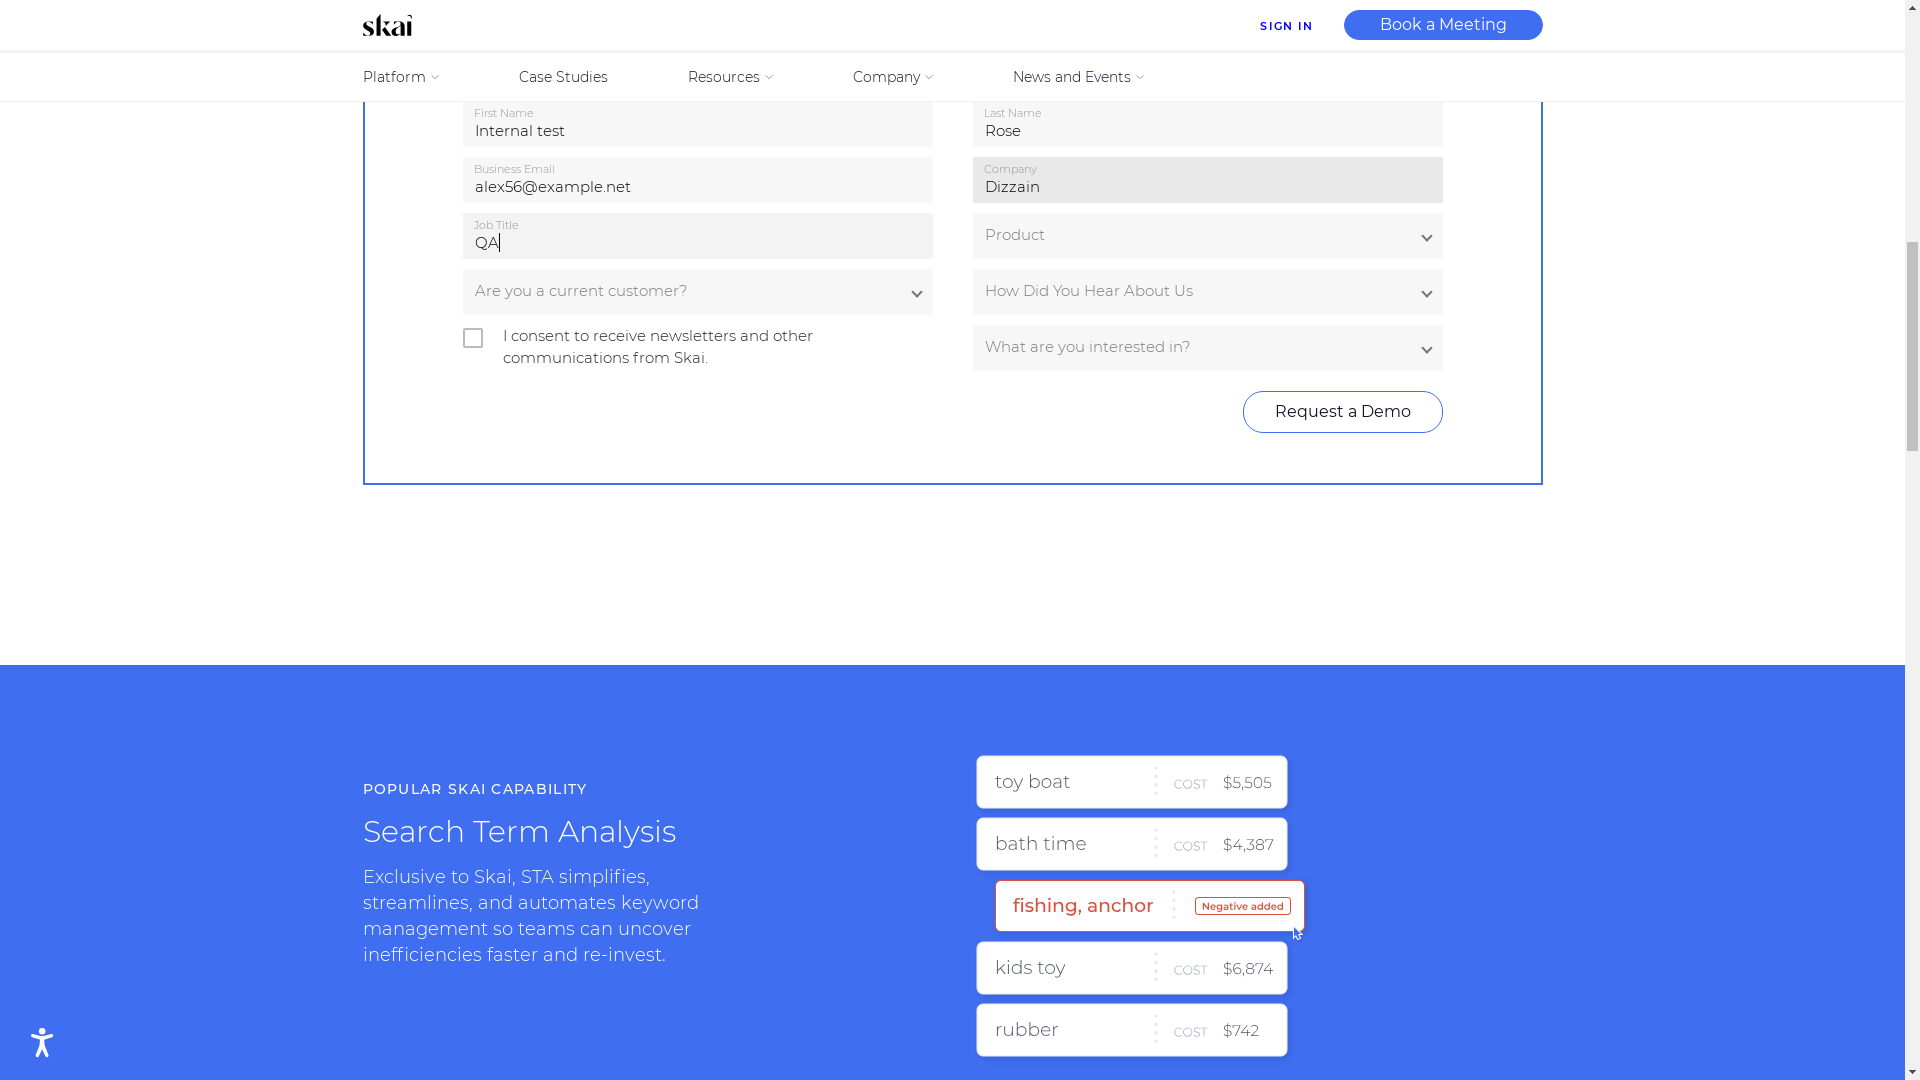 skai
SIGN IN
Book a Meeting
Platform
Case Studies
Resources
Company
News and Events
First Name
Internal test
Last Name
Rose
Business Email
alex56@example.net
Company
Dizzain
Job Title
QA
Product
Are you a current customer?
How Did You Hear About Us
I consent to receive newsletters and other
communications from Skai.
What are you interested in?
Request a Demo
POPULAR SKAI CAPABILITY
Search Term Analysis
Exclusive to Skai, STA simplifies,
streamlines, and automates keyword
management so teams can uncover
inefficiencies faster and re-invest.
toy boat COST $5,505
bath time COST $4,387
fishing, anchor Negative added
kids toy COST $6,874
rubber COST $742